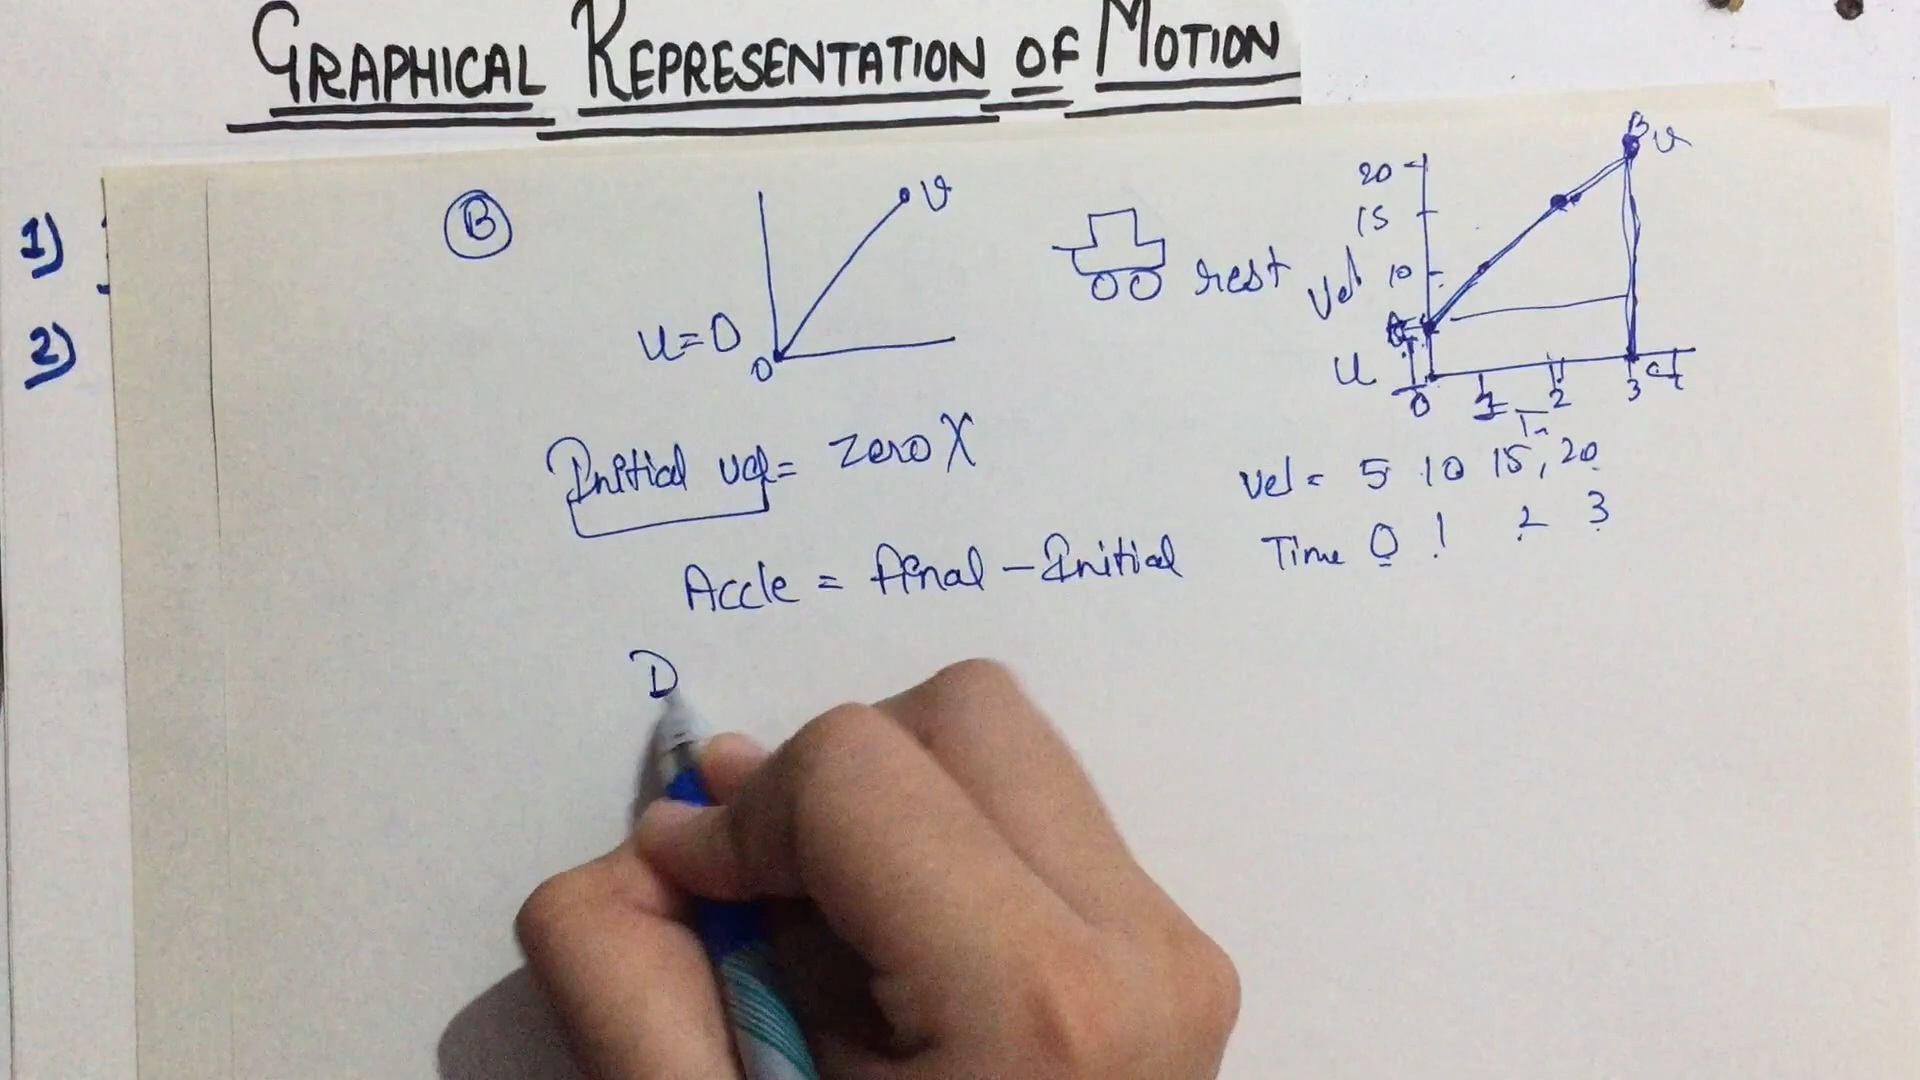 GRAPHICAL REPRESENTATION OF MOTION
1)
2)
B
v
u=0
0
rest
Vel
20
15
10
B v
u
0 1 2 3
Initial vel = zero X
Vel = 5 10 15, 20
Time 0 1 2 3
Accle = final - Initial
D